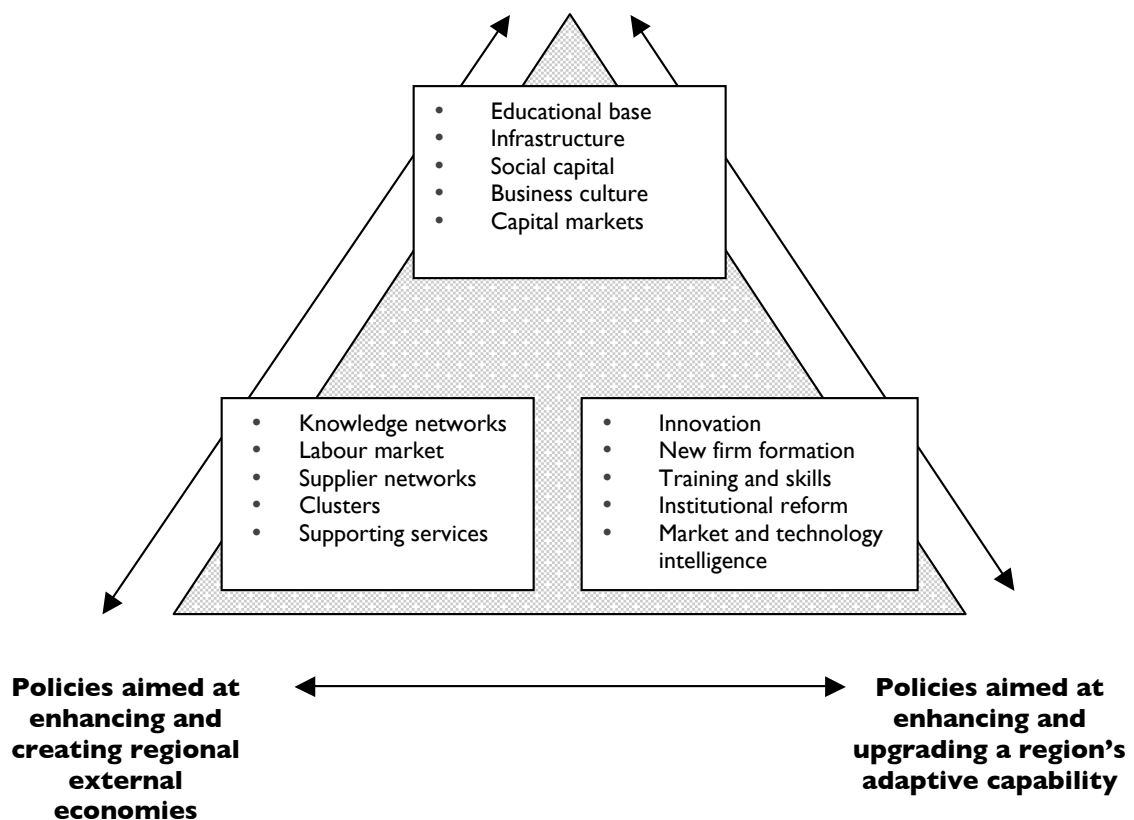 • Educational base
• Infrastructure
• Social capital
• Business culture
• Capital markets
• Knowledge networks
• Labour market
• Supplier networks
• Clusters
• Supporting services
• Innovation
• New firm formation
• Training and skills
• Institutional reform
• Market and technology
intelligence
Policies aimed at
enhancing and
creating regional
external
economies
Policies aimed at
enhancing and
upgrading a region's
adaptive capability